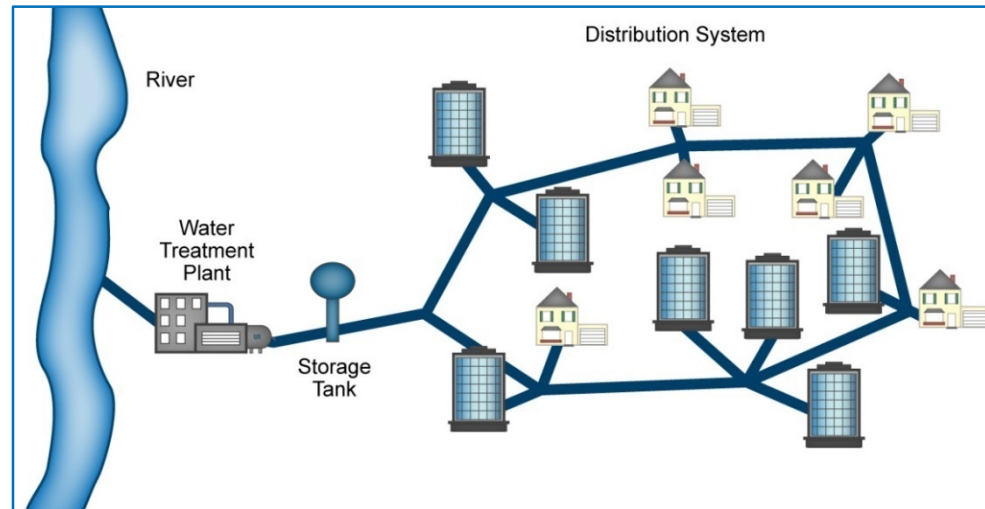 Distribution System
River
Water
Treatment
Plant
Storage
Tank